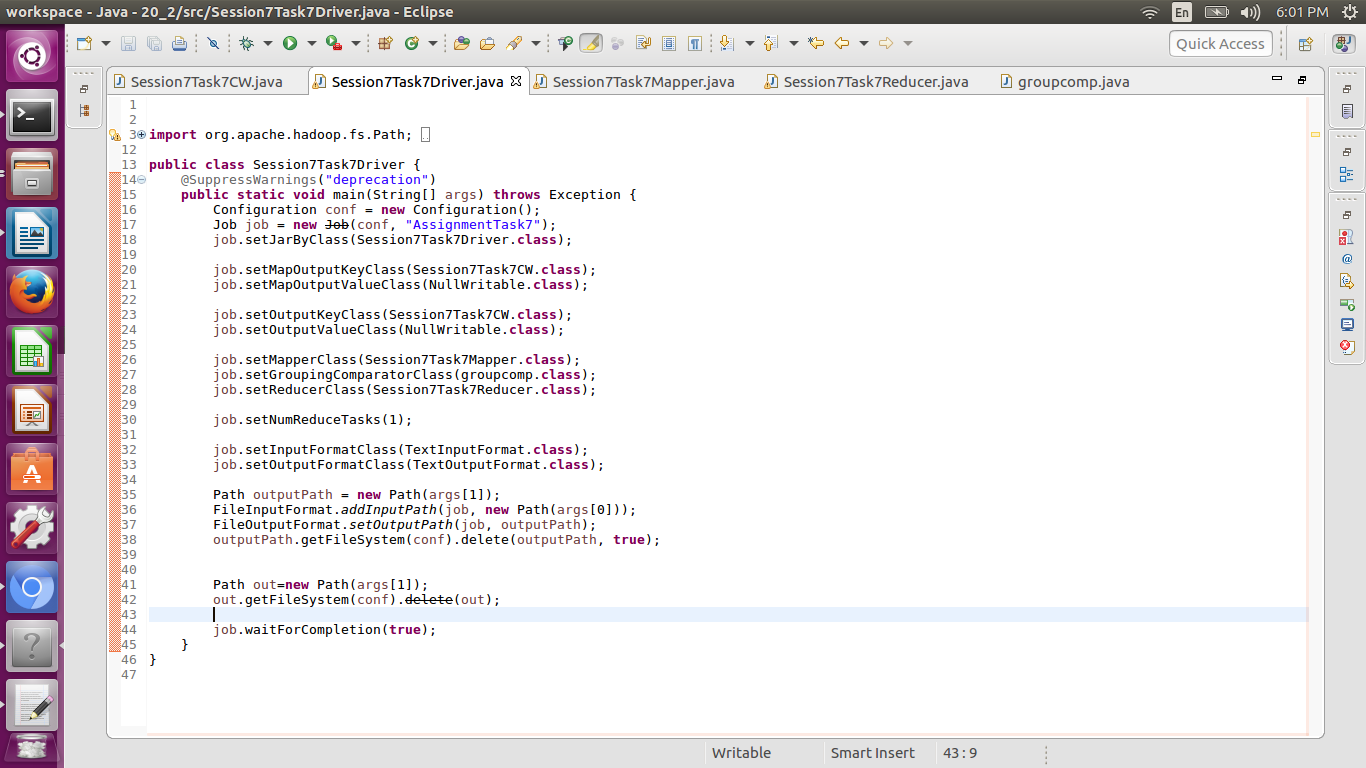 workspace - Java - 20_2/src/Session7Task7Driver.java - Eclipse
En
6:01 PM
Quick Access
Session7Task7CW.java
Session7Task7Driver.java
Session7Task7Mapper.java
Session7Task7Reducer.java
groupcomp.java
1
2
3 import org.apache.hadoop.fs.Path;
12
13 public class Session7Task7Driver {
14 @SuppressWarnings("deprecation")
15 public static void main(String[] args) throws Exception {
16 Configuration conf = new Configuration();
17 Job job = new Job(conf, "AssignmentTask7");
18 job.setJarByClass(Session7Task7Driver.class);
19
20 job.setMapOutputKeyClass(Session7Task7CW.class);
21 job.setMapOutputValueClass(NullWritable.class);
22
23 job.setOutputKeyClass(Session7Task7CW.class);
24 job.setOutputValueClass(NullWritable.class);
25
26 job.setMapperClass(Session7Task7Mapper.class);
27 job.setGroupingComparatorClass(groupcomp.class);
28 job.setReducerClass(Session7Task7Reducer.class);
29
30 job.setNumReduceTasks(1);
31
32 job.setInputFormatClass(TextInputFormat.class);
33 job.setOutputFormatClass(TextOutputFormat.class);
34
35 Path outputPath = new Path(args[1]);
36 FileInputFormat.addInputPath(job, new Path(args[0]));
37 FileOutputFormat.setOutputPath(job, outputPath);
38 outputPath.getFileSystem(conf).delete(outputPath, true);
39
40
41 Path out=new Path(args[1]);
42 out.getFileSystem(conf).delete(out);
43
44 job.waitForCompletion(true);
45 }
46 }
47
Writable
Smart Insert
43 : 9